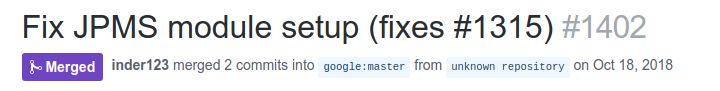 Fix JPMS module setup (fixes #1315) #1402
Merged inder123 merged 2 commits into google:master from unknown repository on Oct 18, 2018